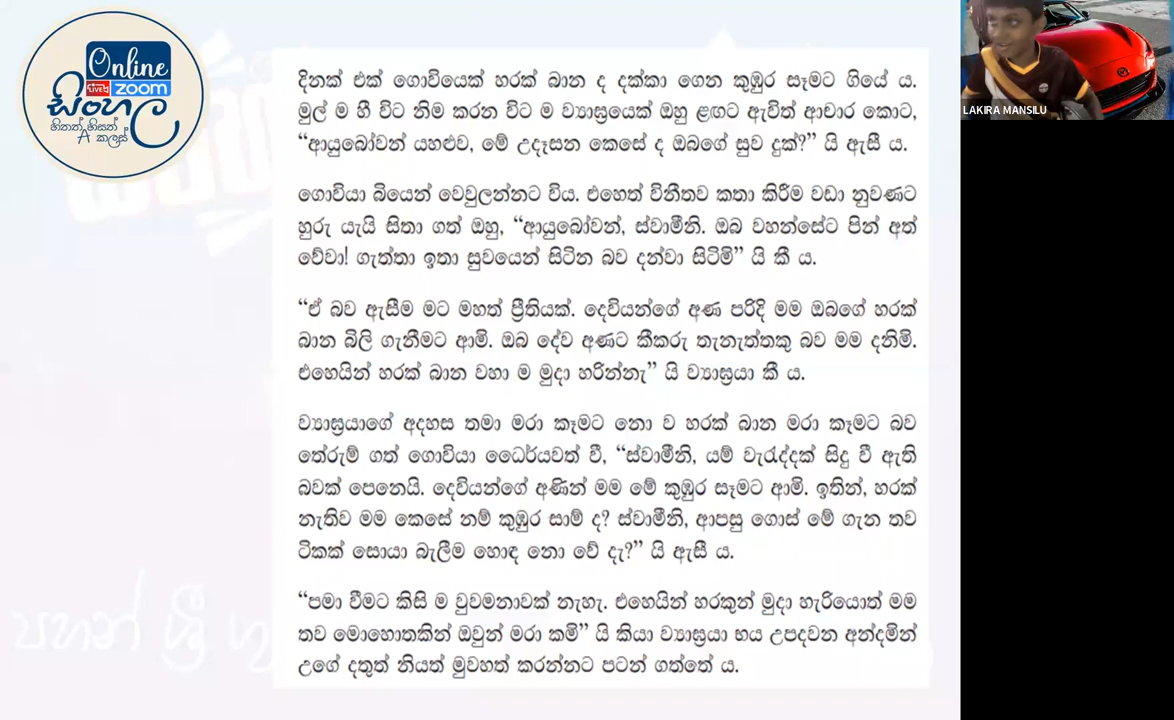 Online
LIVE zoom
සිංහල
හිතත් හිසත්
A කලස්
LAKIRA MANSILU
දිනක් එක් ගොවියෙක් හරක් බාන ද දක්කා ගෙන කුඹුර සෑමට ගියේ ය.
මුල් ම හී විට නිම කරන විට ම ව්‍යාඝ්‍රයෙක් ඔහු ළඟට ඇවිත් ආචාර කොට,
“ආයුබෝවන් යහළුව, මේ උදෑසන කෙසේ ද ඔබගේ සුව දුක්?” යි ඇසී ය.
ගොවියා බියෙන් වෙවුලන්නට විය. එහෙත් විනීතව කතා කිරීම වඩා නුවණට
හුරු යැයි සිතා ගත් ඔහු, “ආයුබෝවන්, ස්වාමීනි. ඔබ වහන්සේට පින් අත්
වේවා! ගැත්තා ඉතා සුවයෙන් සිටින බව දන්වා සිටිමි” යි කී ය.
“ඒ බව ඇසීම මට මහත් ප්‍රීතියක්. දෙවියන්ගේ අණ පරිදි මම ඔබගේ හරක්
බාන බිලි ගැනීමට ආමි. ඔබ දේව අණට කීකරු තැනැත්තකු බව මම දනිමි.
එහෙයින් හරක් බාන වහා ම මුදා හරින්නැ” යි ව්‍යාඝ්‍රයා කී ය.
ව්‍යාඝ්‍රයාගේ අදහස තමා මරා කෑමට නො ව හරක් බාන මරා කෑමට බව
තේරුම් ගත් ගොවියා ධෛර්යවත් වී, “ස්වාමීනි, යම් වැරැද්දක් සිදු වී ඇති
බවක් පෙනෙයි. දෙවියන්ගේ අණින් මම මේ කුඹුර සෑමට ආමි. ඉතින්, හරක්
නැතිව මම කෙසේ නම් කුඹුර සාම් ද? ස්වාමීනි, ආපසු ගොස් මේ ගැන තව
ටිකක් සොයා බැලීම හොඳ නො වේ දැ?” යි ඇසී ය.
“පමා වීමට කිසි ම වුවමනාවක් නැහැ. එහෙයින් හරකුන් මුදා හැරියොත් මම
තව මොහොතකින් ඔවුන් මරා කමි” යි කියා ව්‍යාඝ්‍රයා භය උපදවන අන්දමින්
උගේ දතුත් නියත් මුවහත් කරන්නට පටන් ගත්තේ ය.
පහන් ශ්‍රී